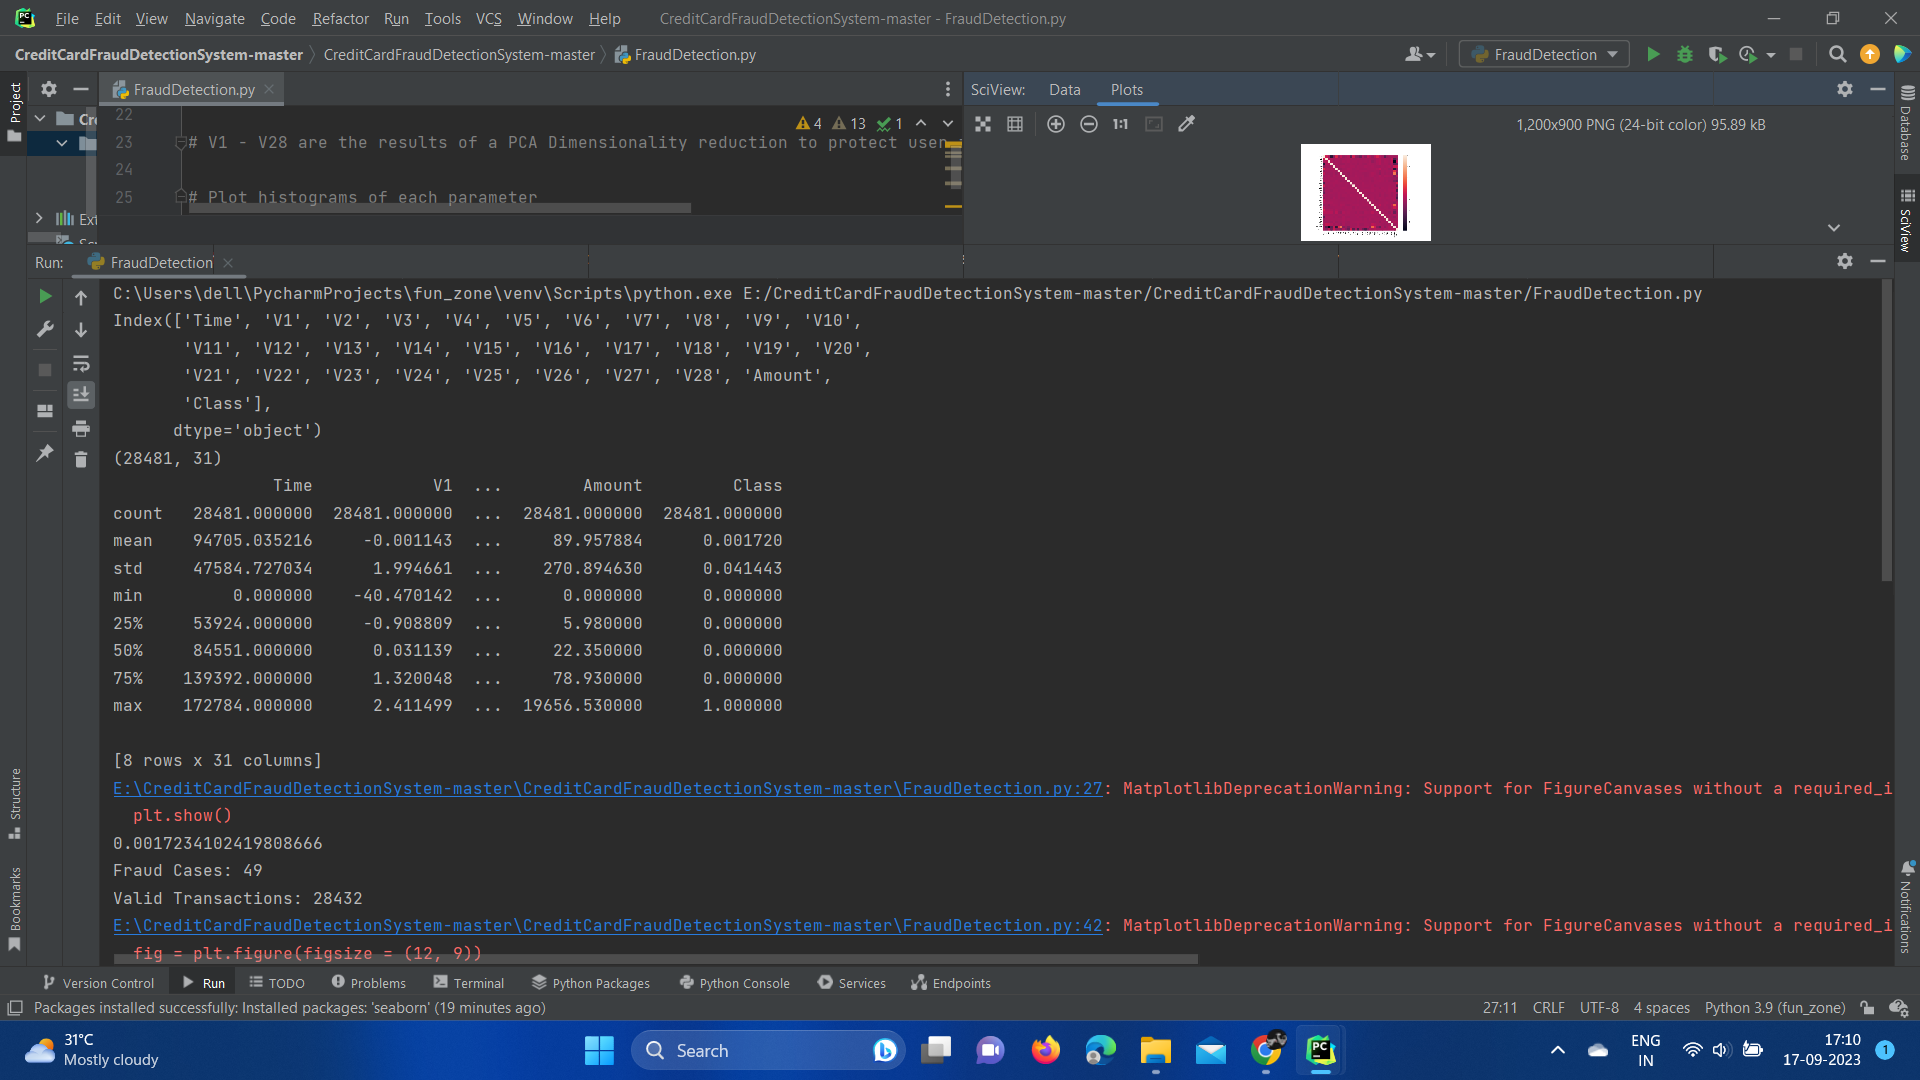 File Edit View Navigate Code Refactor Run Tools VCS Window Help CreditCardFraudDetectionSystem-master - FraudDetection.py
CreditCardFraudDetectionSystem-master CreditCardFraudDetectionSystem-master FraudDetection.py FraudDetection
Project
FraudDetection.py
SciView: Data Plots
22
4 13 1
1:1
1,200x900 PNG (24-bit color) 95.89 kB
23 # V1 - V28 are the results of a PCA Dimensionality reduction to protect user
24
25 # Plot histograms of each parameter
Database
SciView
Run: FraudDetection
C:\Users\dell\PycharmProjects\fun_zone\venv\Scripts\python.exe E:/CreditCardFraudDetectionSystem-master/CreditCardFraudDetectionSystem-master/FraudDetection.py
Index(['Time', 'V1', 'V2', 'V3', 'V4', 'V5', 'V6', 'V7', 'V8', 'V9', 'V10',
'V11', 'V12', 'V13', 'V14', 'V15', 'V16', 'V17', 'V18', 'V19', 'V20',
'V21', 'V22', 'V23', 'V24', 'V25', 'V26', 'V27', 'V28', 'Amount',
'Class'],
dtype='object')
(28481, 31)
Time V1 ... Amount Class
count 28481.000000 28481.000000 ... 28481.000000 28481.000000
mean 94705.035216 -0.001143 ... 89.957884 0.001720
std 47584.727034 1.994661 ... 270.894630 0.041443
min 0.000000 -40.470142 ... 0.000000 0.000000
25% 53924.000000 -0.908809 ... 5.980000 0.000000
50% 84551.000000 0.031139 ... 22.350000 0.000000
75% 139392.000000 1.320048 ... 78.930000 0.000000
max 172784.000000 2.411499 ... 19656.530000 1.000000
[8 rows x 31 columns]
E:\CreditCardFraudDetectionSystem-master\CreditCardFraudDetectionSystem-master\FraudDetection.py:27: MatplotlibDeprecationWarning: Support for FigureCanvases without a required_i
plt.show()
0.0017234102419808666
Fraud Cases: 49
Valid Transactions: 28432
E:\CreditCardFraudDetectionSystem-master\CreditCardFraudDetectionSystem-master\FraudDetection.py:42: MatplotlibDeprecationWarning: Support for FigureCanvases without a required_i
fig = plt.figure(figsize = (12, 9))
Structure
Bookmarks
Notifications
Version Control Run TODO Problems Terminal Python Packages Python Console Services Endpoints
Packages installed successfully: Installed packages: 'seaborn' (19 minutes ago) 27:11 CRLF UTF-8 4 spaces Python 3.9 (fun_zone)
31°C
Mostly cloudy
Search
ENG
IN
17:10
17-09-2023
1